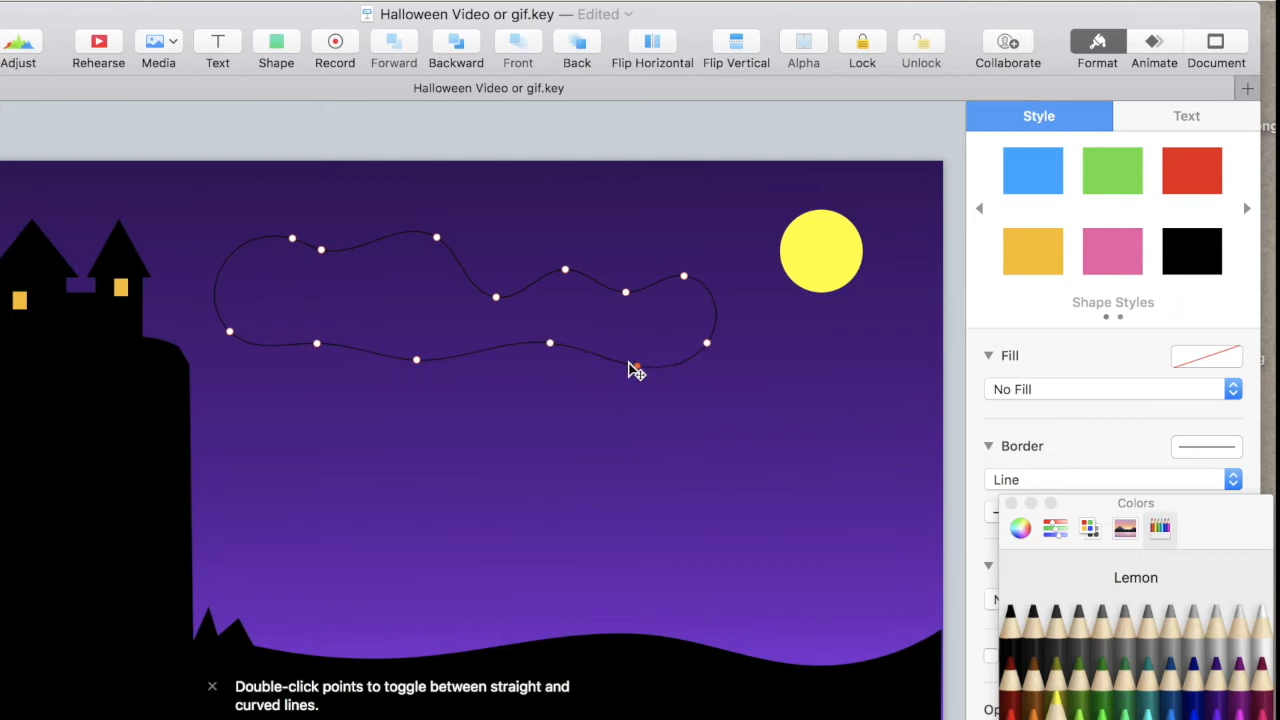 Halloween Video or gif.key — Edited
Adjust Rehearse Media Text Shape Record Forward Backward Front Back Flip Horizontal Flip Vertical Alpha Lock Unlock Collaborate Format Animate Document
Halloween Video or gif.key
Style Text
Shape Styles
Fill
No Fill
Border
Line
Colors
Lemon
Double-click points to toggle between straight and
curved lines.